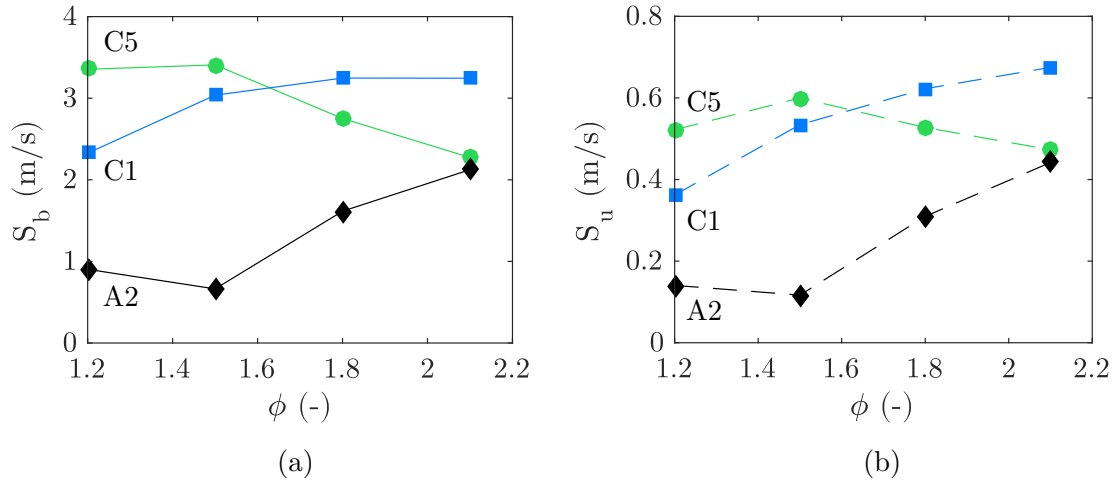 4
3
2
1
0
S_b (m/s)
C5
C1
A2
1.2 1.4 1.6 1.8 2 2.2
ϕ (-)
(a)
0.8
0.6
0.4
0.2
0
S_u (m/s)
C5
C1
A2
1.2 1.4 1.6 1.8 2 2.2
ϕ (-)
(b)